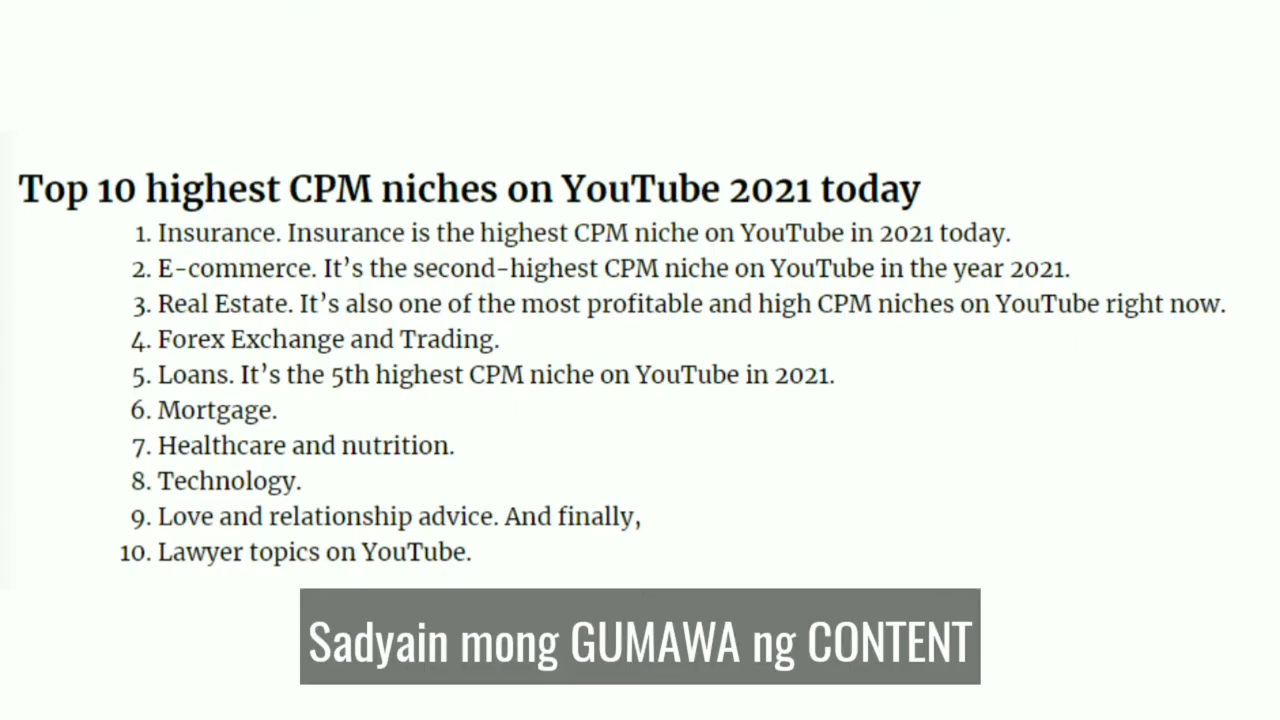 Top 10 highest CPM niches on YouTube 2021 today
1. Insurance. Insurance is the highest CPM niche on YouTube in 2021 today.
2. E-commerce. It’s the second-highest CPM niche on YouTube in the year 2021.
3. Real Estate. It’s also one of the most profitable and high CPM niches on YouTube right now.
4. Forex Exchange and Trading.
5. Loans. It’s the 5th highest CPM niche on YouTube in 2021.
6. Mortgage.
7. Healthcare and nutrition.
8. Technology.
9. Love and relationship advice. And finally,
10. Lawyer topics on YouTube.
Sadyain mong GUMAWA ng CONTENT